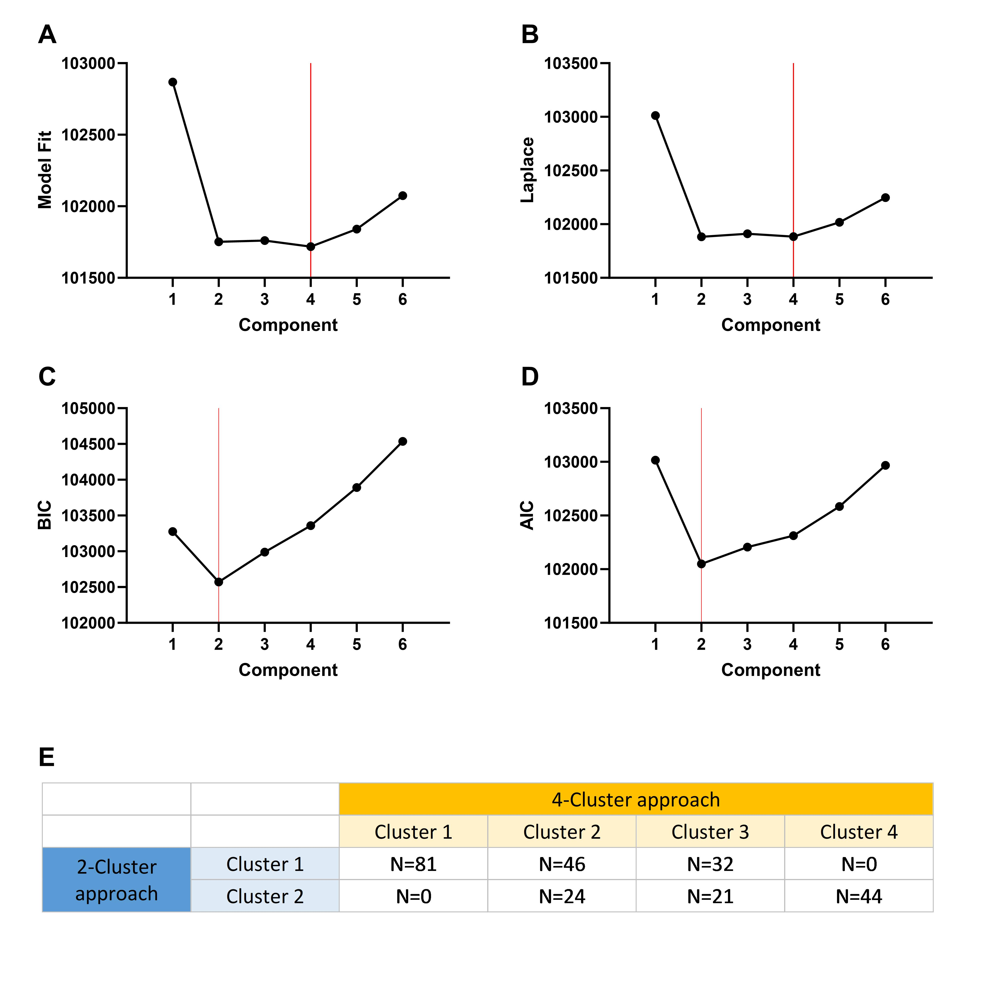 A
103000
102500
102000
101500
Model Fit
1 2 3 4 5 6
Component
B
103500
103000
102500
102000
101500
Laplace
1 2 3 4 5 6
Component
C
105000
104500
104000
103500
103000
102500
102000
BIC
1 2 3 4 5 6
Component
D
103500
103000
102500
102000
101500
AIC
1 2 3 4 5 6
Component
E
4-Cluster approach
Cluster 1 Cluster 2 Cluster 3 Cluster 4
2-Cluster
approach
Cluster 1 N=81 N=46 N=32 N=0
Cluster 2 N=0 N=24 N=21 N=44